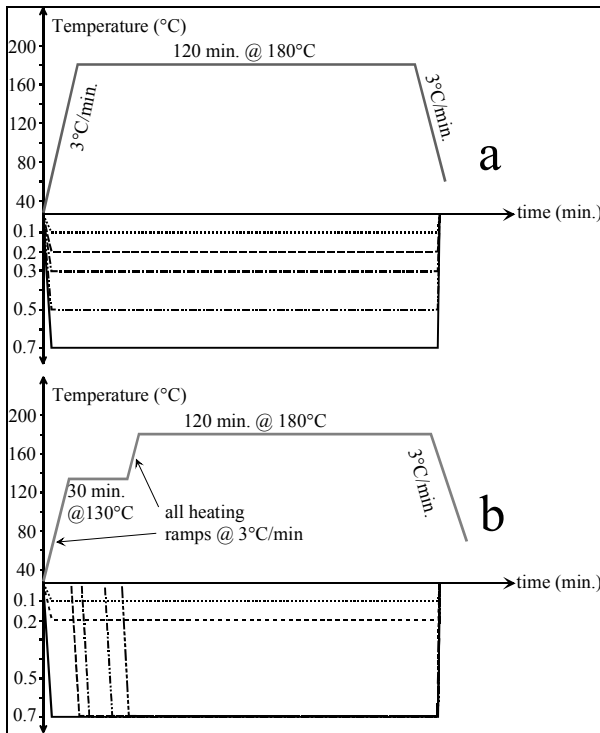 Temperature (°C)
200
160
120
80
40
120 min. @ 180°C
3°C/min.
3°C/min.
a
time (min.)
0.1
0.2
0.3
0.5
0.7
Temperature (°C)
200
160
120
80
40
120 min. @ 180°C
30 min.
@130°C
all heating
ramps @ 3°C/min
3°C/min.
b
time (min.)
0.1
0.2
0.5
0.7